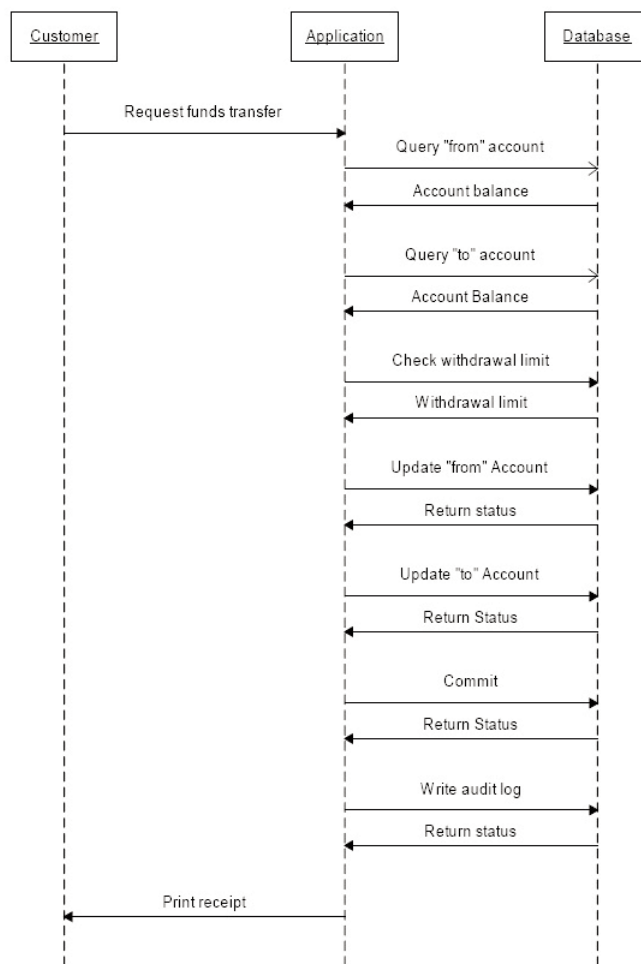 Customer
Application
Database
Request funds transfer
Query "from" account
Account balance
Query "to" account
Account Balance
Check withdrawal limit
Withdrawal limit
Update "from" Account
Return status
Update "to" Account
Return Status
Commit
Return Status
Write audit log
Return status
Print receipt